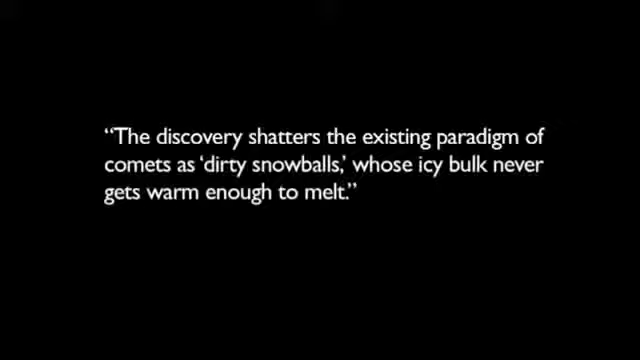 “The discovery shatters the existing paradigm of
comets as ‘dirty snowballs,’ whose icy bulk never
gets warm enough to melt.”